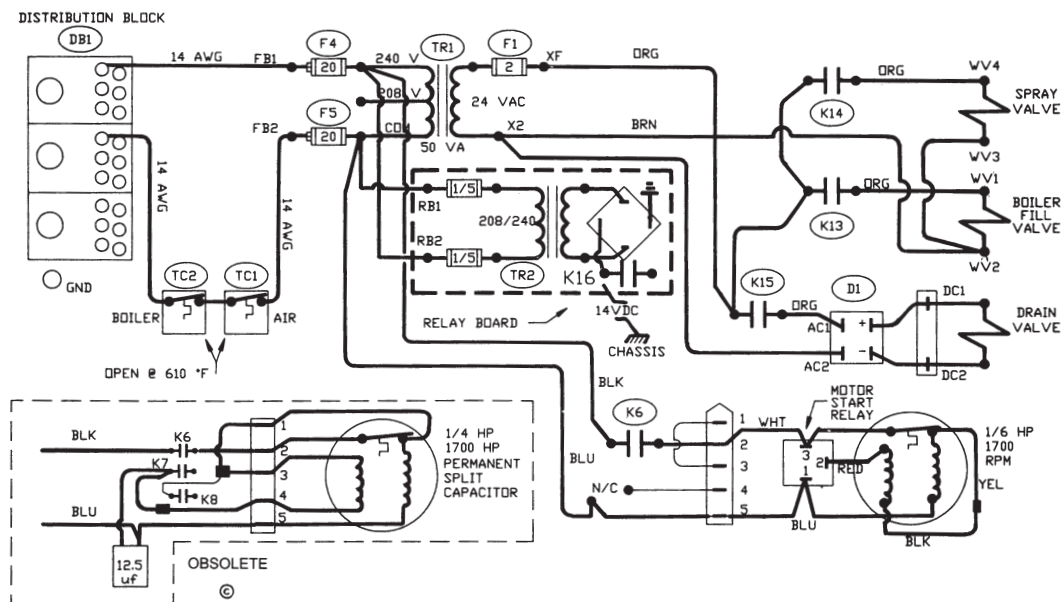 DISTRIBUTION BLOCK
DB1
14 AWG
FB1
F4
20
240 V
TR1
F1
2
XF
ORG
208 V
F5
FB2
20
COM
24 VAC
50 VA
X2
BRN
K14
ORG
WV4
SPRAY
VALVE
WV3
WV1
K13
ORG
BOILER
FILL
VALVE
WV2
14 AWG
14 AWG
GND
TC2
TC1
BOILER
AIR
OPEN @ 610 °F
RB1
1/5
208/240
RB2
1/5
TR2
K16
RELAY BOARD
14VDC
CHASSIS
K15
ORG
D1
AC1
+
AC2
-
DC1
DRAIN
VALVE
DC2
BLK
K6
BLU
N/C
1
2
3
4
5
WHT
MOTOR
START
RELAY
3
2
1
RED
BLU
1/6 HP
1700
RPM
YEL
BLK
BLK
K6
K7
K8
BLU
1
2
3
4
5
1/4 HP
1700 HP
PERMANENT
SPLIT
CAPACITOR
12.5
uf
OBSOLETE
©